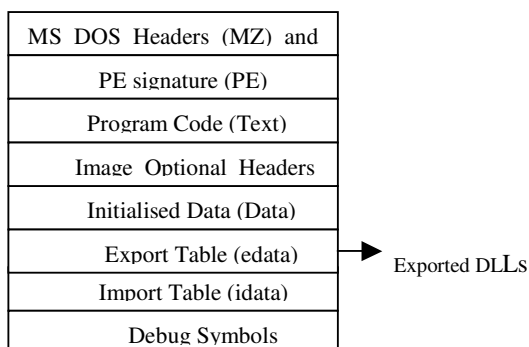 MS DOS Headers (MZ) and
PE signature (PE)
Program Code (Text)
Image Optional Headers
Initialised Data (Data)
Export Table (edata)
Exported DLLs
Import Table (idata)
Debug Symbols